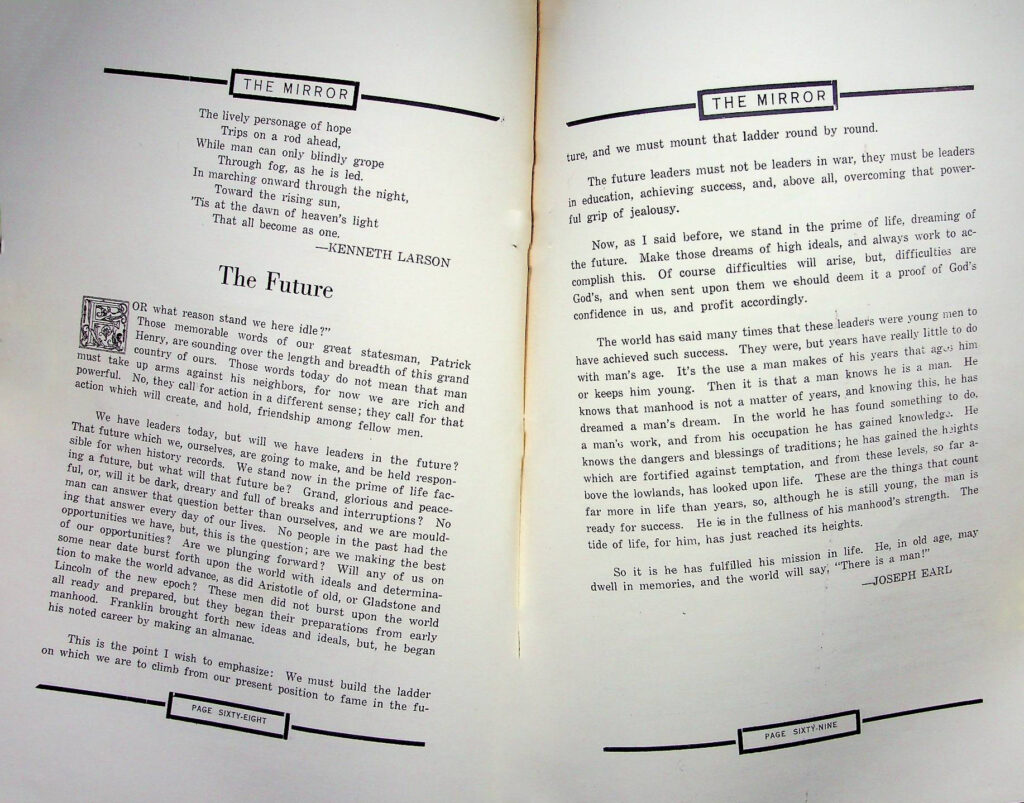 THE MIRROR
The lively personage of hope
Trips on a rod ahead,
While man can only blindly grope
Through fog, as he is led.
In marching onward through the night,
Toward the rising sun,
'Tis at the dawn of heaven's light
That all become as one.
—KENNETH LARSON
The Future
FOR what reason stand we here idle?"
Those memorable words of our great statesman, Patrick
Henry, are sounding over the length and breadth of this grand
country of ours. Those words today do not mean that man
must take up arms against his neighbors, for now we are rich and
powerful. No, they call for action in a different sense; they call for that
action which will create, and hold, friendship among fellow men.
We have leaders today, but will we have leaders in the future?
That future which we, ourselves, are going to make, and be held respon-
sible for when history records. We stand now in the prime of life fac-
ing a future, but what will that future be? Grand, glorious and peace-
ful, or, will it be dark, dreary and full of breaks and interruptions? No
man can answer that question better than ourselves, and we are mould-
ing that answer every day of our lives. No people in the past had the
opportunities we have, but, this is the question; are we making the best
of our opportunities? Are we plunging forward? Will any of us on
some near date burst forth upon the world with ideals and determina-
tion to make the world advance, as did Aristotle of old, or Gladstone and
Lincoln of the new epoch? These men did not burst upon the world
all ready and prepared, but they began their preparations from early
manhood. Franklin brought forth new ideas and ideals, but, he began
his noted career by making an almanac.
This is the point I wish to emphasize: We must build the ladder
on which we are to climb from our present position to fame in the fu-
PAGE SIXTY-EIGHT
THE MIRROR
ture, and we must mount that ladder round by round.
The future leaders must not be leaders in war, they must be leaders
in education, achieving success, and, above all, overcoming that power-
ful grip of jealousy.
Now, as I said before, we stand in the prime of life, dreaming of
the future. Make those dreams of high ideals, and always work to ac-
complish this. Of course difficulties will arise, but, difficulties are
God's, and when sent upon them we should deem it a proof of God's
confidence in us, and profit accordingly.
The world has said many times that these leaders were young men to
have achieved such success. They were, but years have really little to do
with man's age. It's the use a man makes of his years that ages him
or keeps him young. Then it is that a man knows he is a man. He
knows that manhood is not a matter of years, and knowing this, he has
dreamed a man's dream. In the world he has found something to do,
a man's work, and from his occupation he has gained knowledge. He
knows the dangers and blessings of traditions; he has gained the heights
which are fortified against temptation, and from these levels, so far a-
bove the lowlands, has looked upon life. These are the things that count
far more in life than years, so, although he is still young, the man is
ready for success. He is in the fullness of his manhood's strength. The
tide of life, for him, has just reached its heights.
So it is he has fulfilled his mission in life. He, in old age, may
dwell in memories, and the world will say, "There is a man!"
—JOSEPH EARL
PAGE SIXTY-NINE